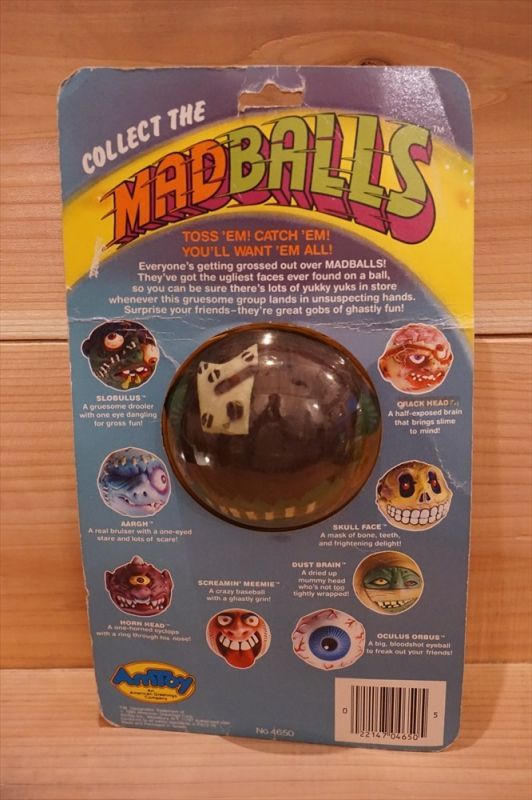 COLLECT THE
MADBALLS™
TOSS 'EM! CATCH 'EM!
YOU'LL WANT 'EM ALL!
Everyone's getting grossed out over MADBALLS!
They've got the ugliest faces ever found on a ball,
so you can be sure there's lots of yukky yuks in store
whenever this gruesome group lands in unsuspecting hands.
Surprise your friends–they're great gobs of ghastly fun!
SLOBULUS™
A gruesome drooler
with one eye dangling
for gross fun!
CRACK HEAD™
A half-exposed brain
that brings slime
to mind!
AARGH™
A real bruiser with a one-eyed
stare and lots of scare!
SKULL FACE™
A mask of bone, teeth,
and frightening delight!
HORN HEAD™
A one-horned cyclops
with a ring through his nose!
SCREAMIN' MEEMIE™
A crazy baseball
with a ghastly grin!
DUST BRAIN™
A dried up
mummy head
who's not too
tightly wrapped!
OCULUS ORBUS™
A big, bloodshot eyeball
to freak out your friends!
AmToy
An
American Greetings
Company
No. 4650
0 22147 04650 5